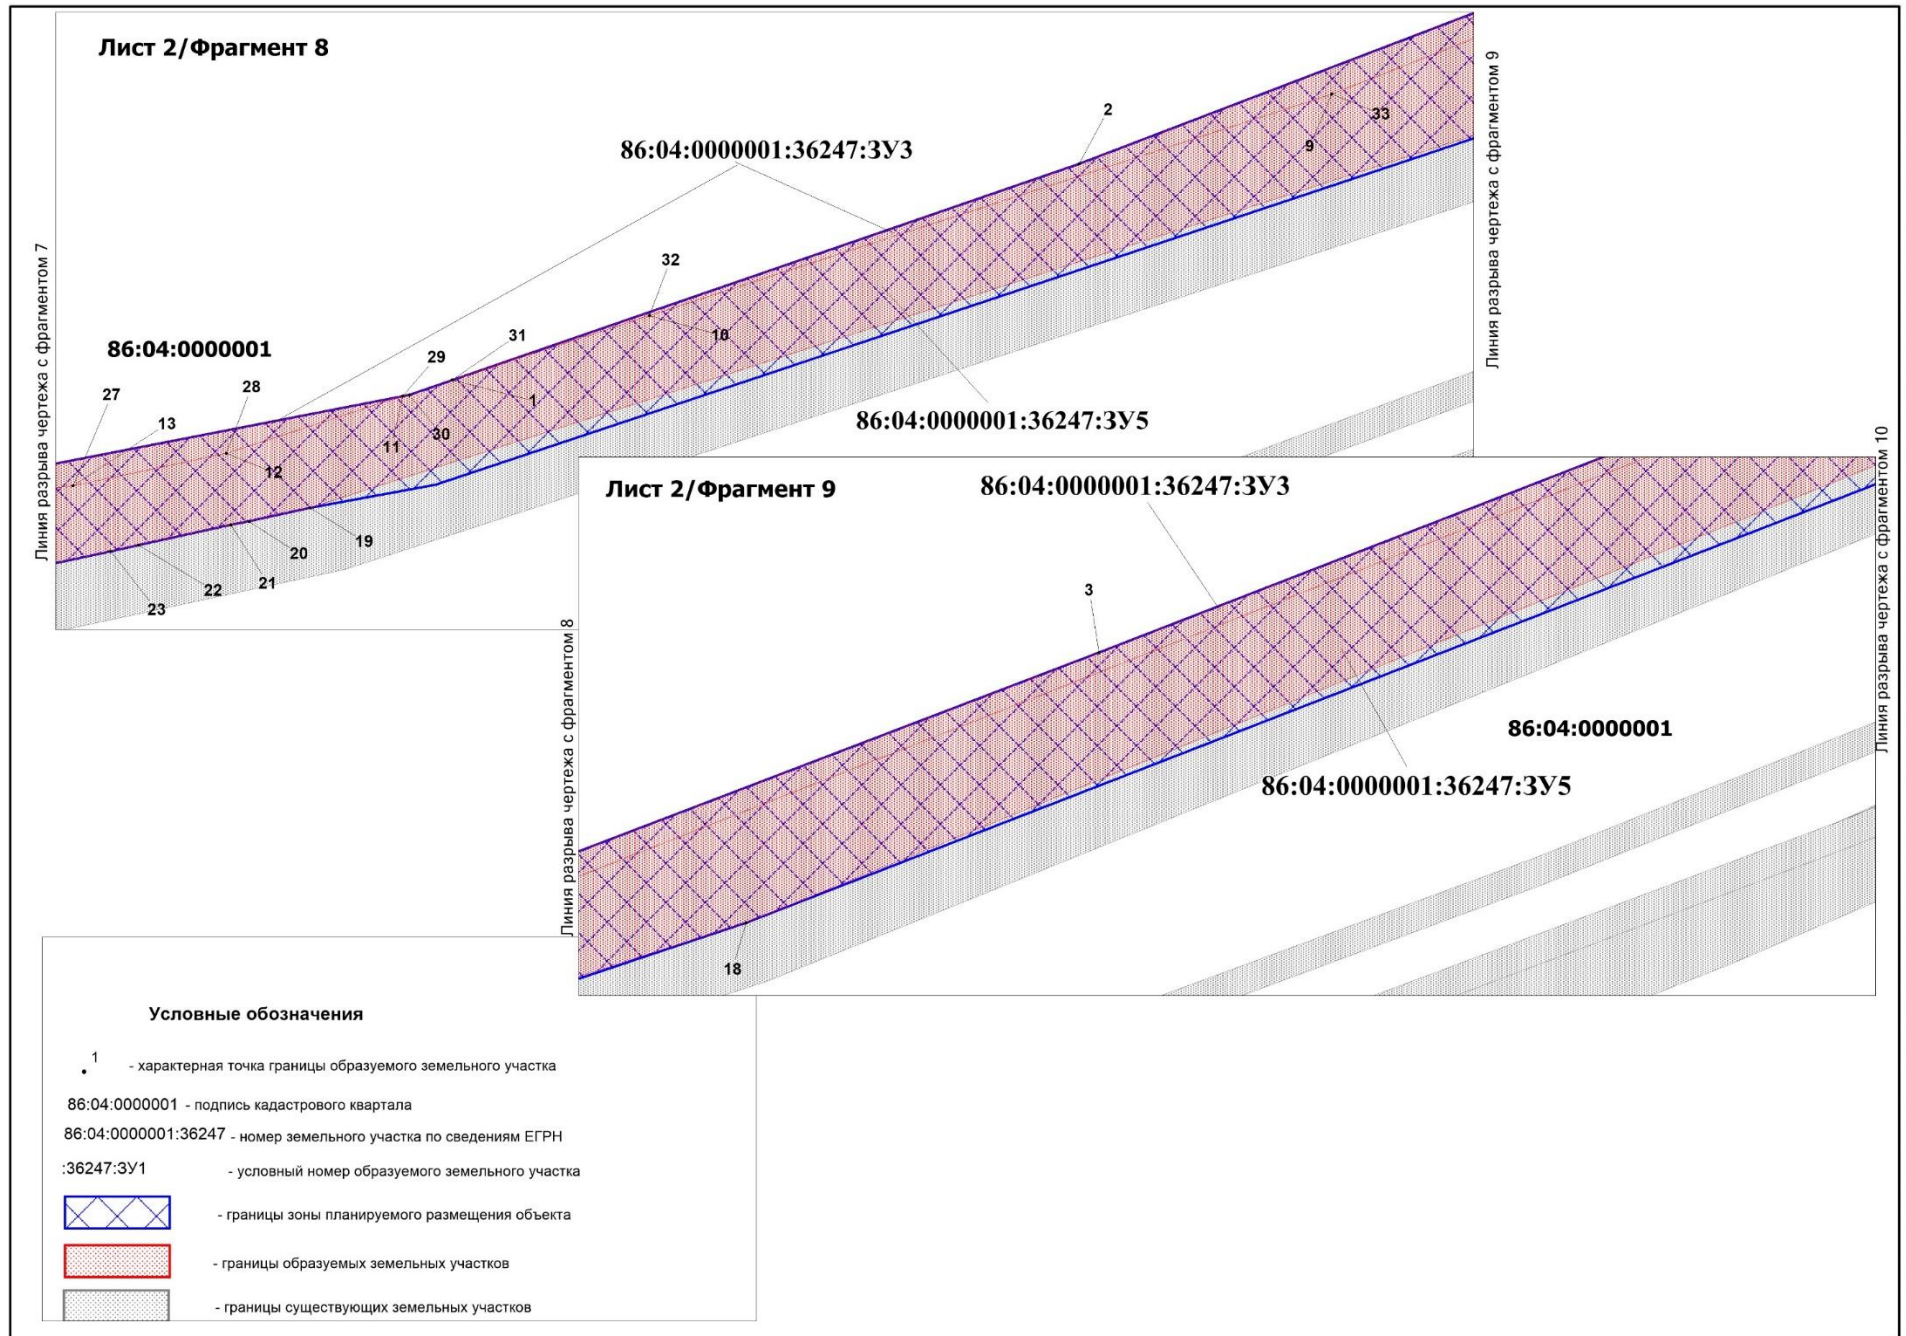 Лист 2/Фрагмент 8
Линия разрыва чертежа с фрагментом 7
Линия разрыва чертежа с фрагментом 9
86:04:0000001:36247:ЗУ3
2
33
9
32
10
31
29
1
30
11
86:04:0000001
27
13
28
12
86:04:0000001:36247:ЗУ5
19
20
21
22
23
Лист 2/Фрагмент 9
Линия разрыва чертежа с фрагментом 8
Линия разрыва чертежа с фрагментом 10
86:04:0000001:36247:ЗУ3
3
86:04:0000001
86:04:0000001:36247:ЗУ5
18
Условные обозначения
1 - характерная точка границы образуемого земельного участка
86:04:0000001 - подпись кадастрового квартала
86:04:0000001:36247 - номер земельного участка по сведениям ЕГРН
:36247:ЗУ1 - условный номер образуемого земельного участка
- границы зоны планируемого размещения объекта
- границы образуемых земельных участков
- границы существующих земельных участков